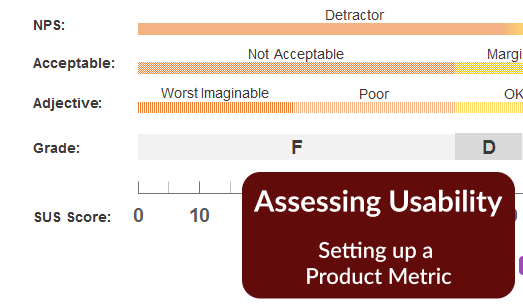 Detractor
NPS:
Not Acceptable Margi
Acceptable:
Worst Imaginable Poor OK
Adjective:
Grade: F D
SUS Score: 0 10
Assessing Usability
Setting up a
Product Metric